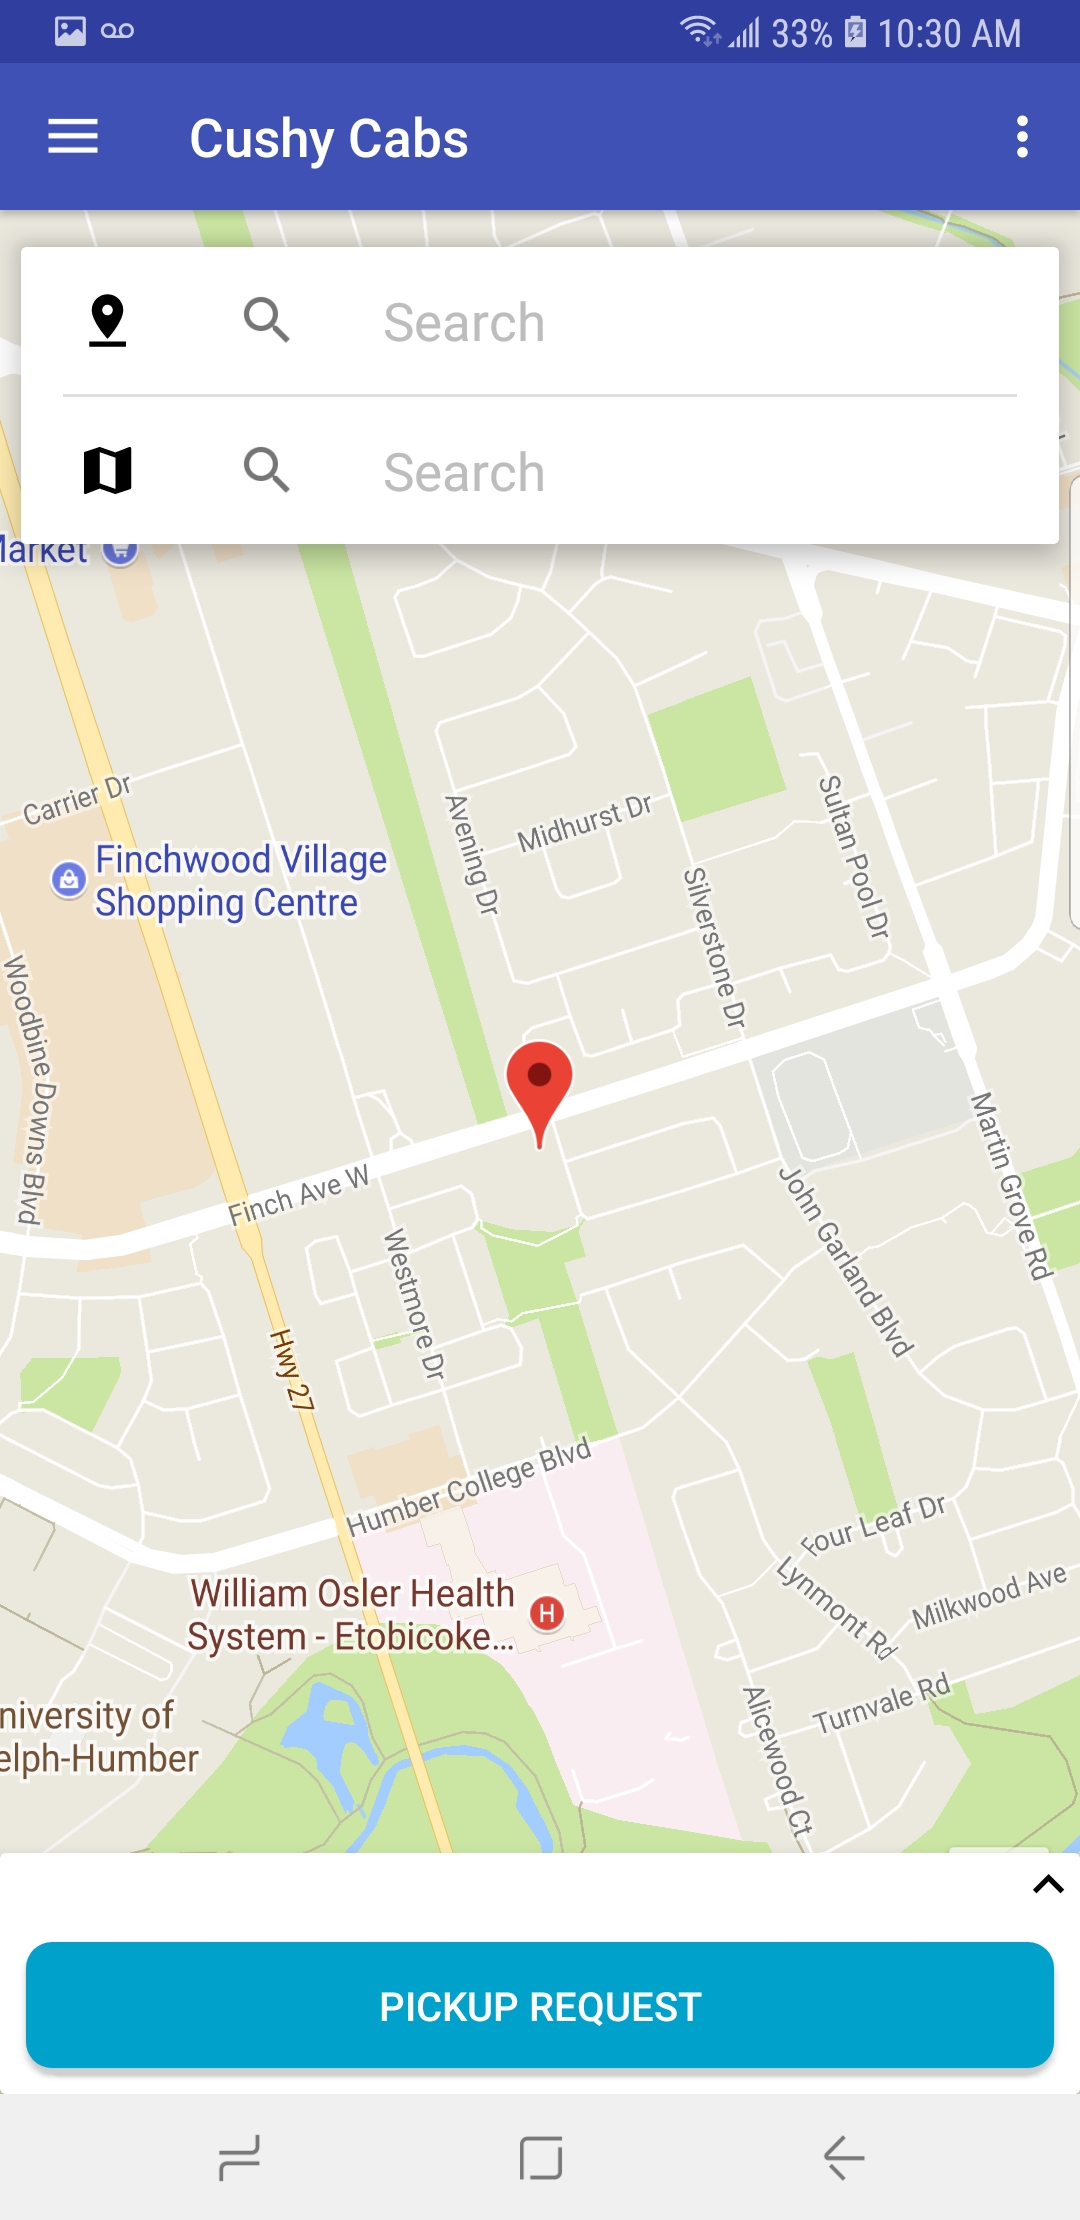 33% 10:30 AM
Cushy Cabs
Search
Search
Market
Carrier Dr
Avening Dr
Midhurst Dr
Sultan Pool Dr
Finchwood Village
Shopping Centre
Silverstone Dr
Woodbine Downs Blvd
Martin Grove Rd
Finch Ave W
John Garland Blvd
Westmore Dr
Hwy 27
Humber College Blvd
Four Leaf Dr
Lynmont Rd
Milkwood Ave
William Osler Health
System - Etobicoke...
H
Turnvale Rd
Alicewood Ct
niversity of
elph-Humber
PICKUP REQUEST